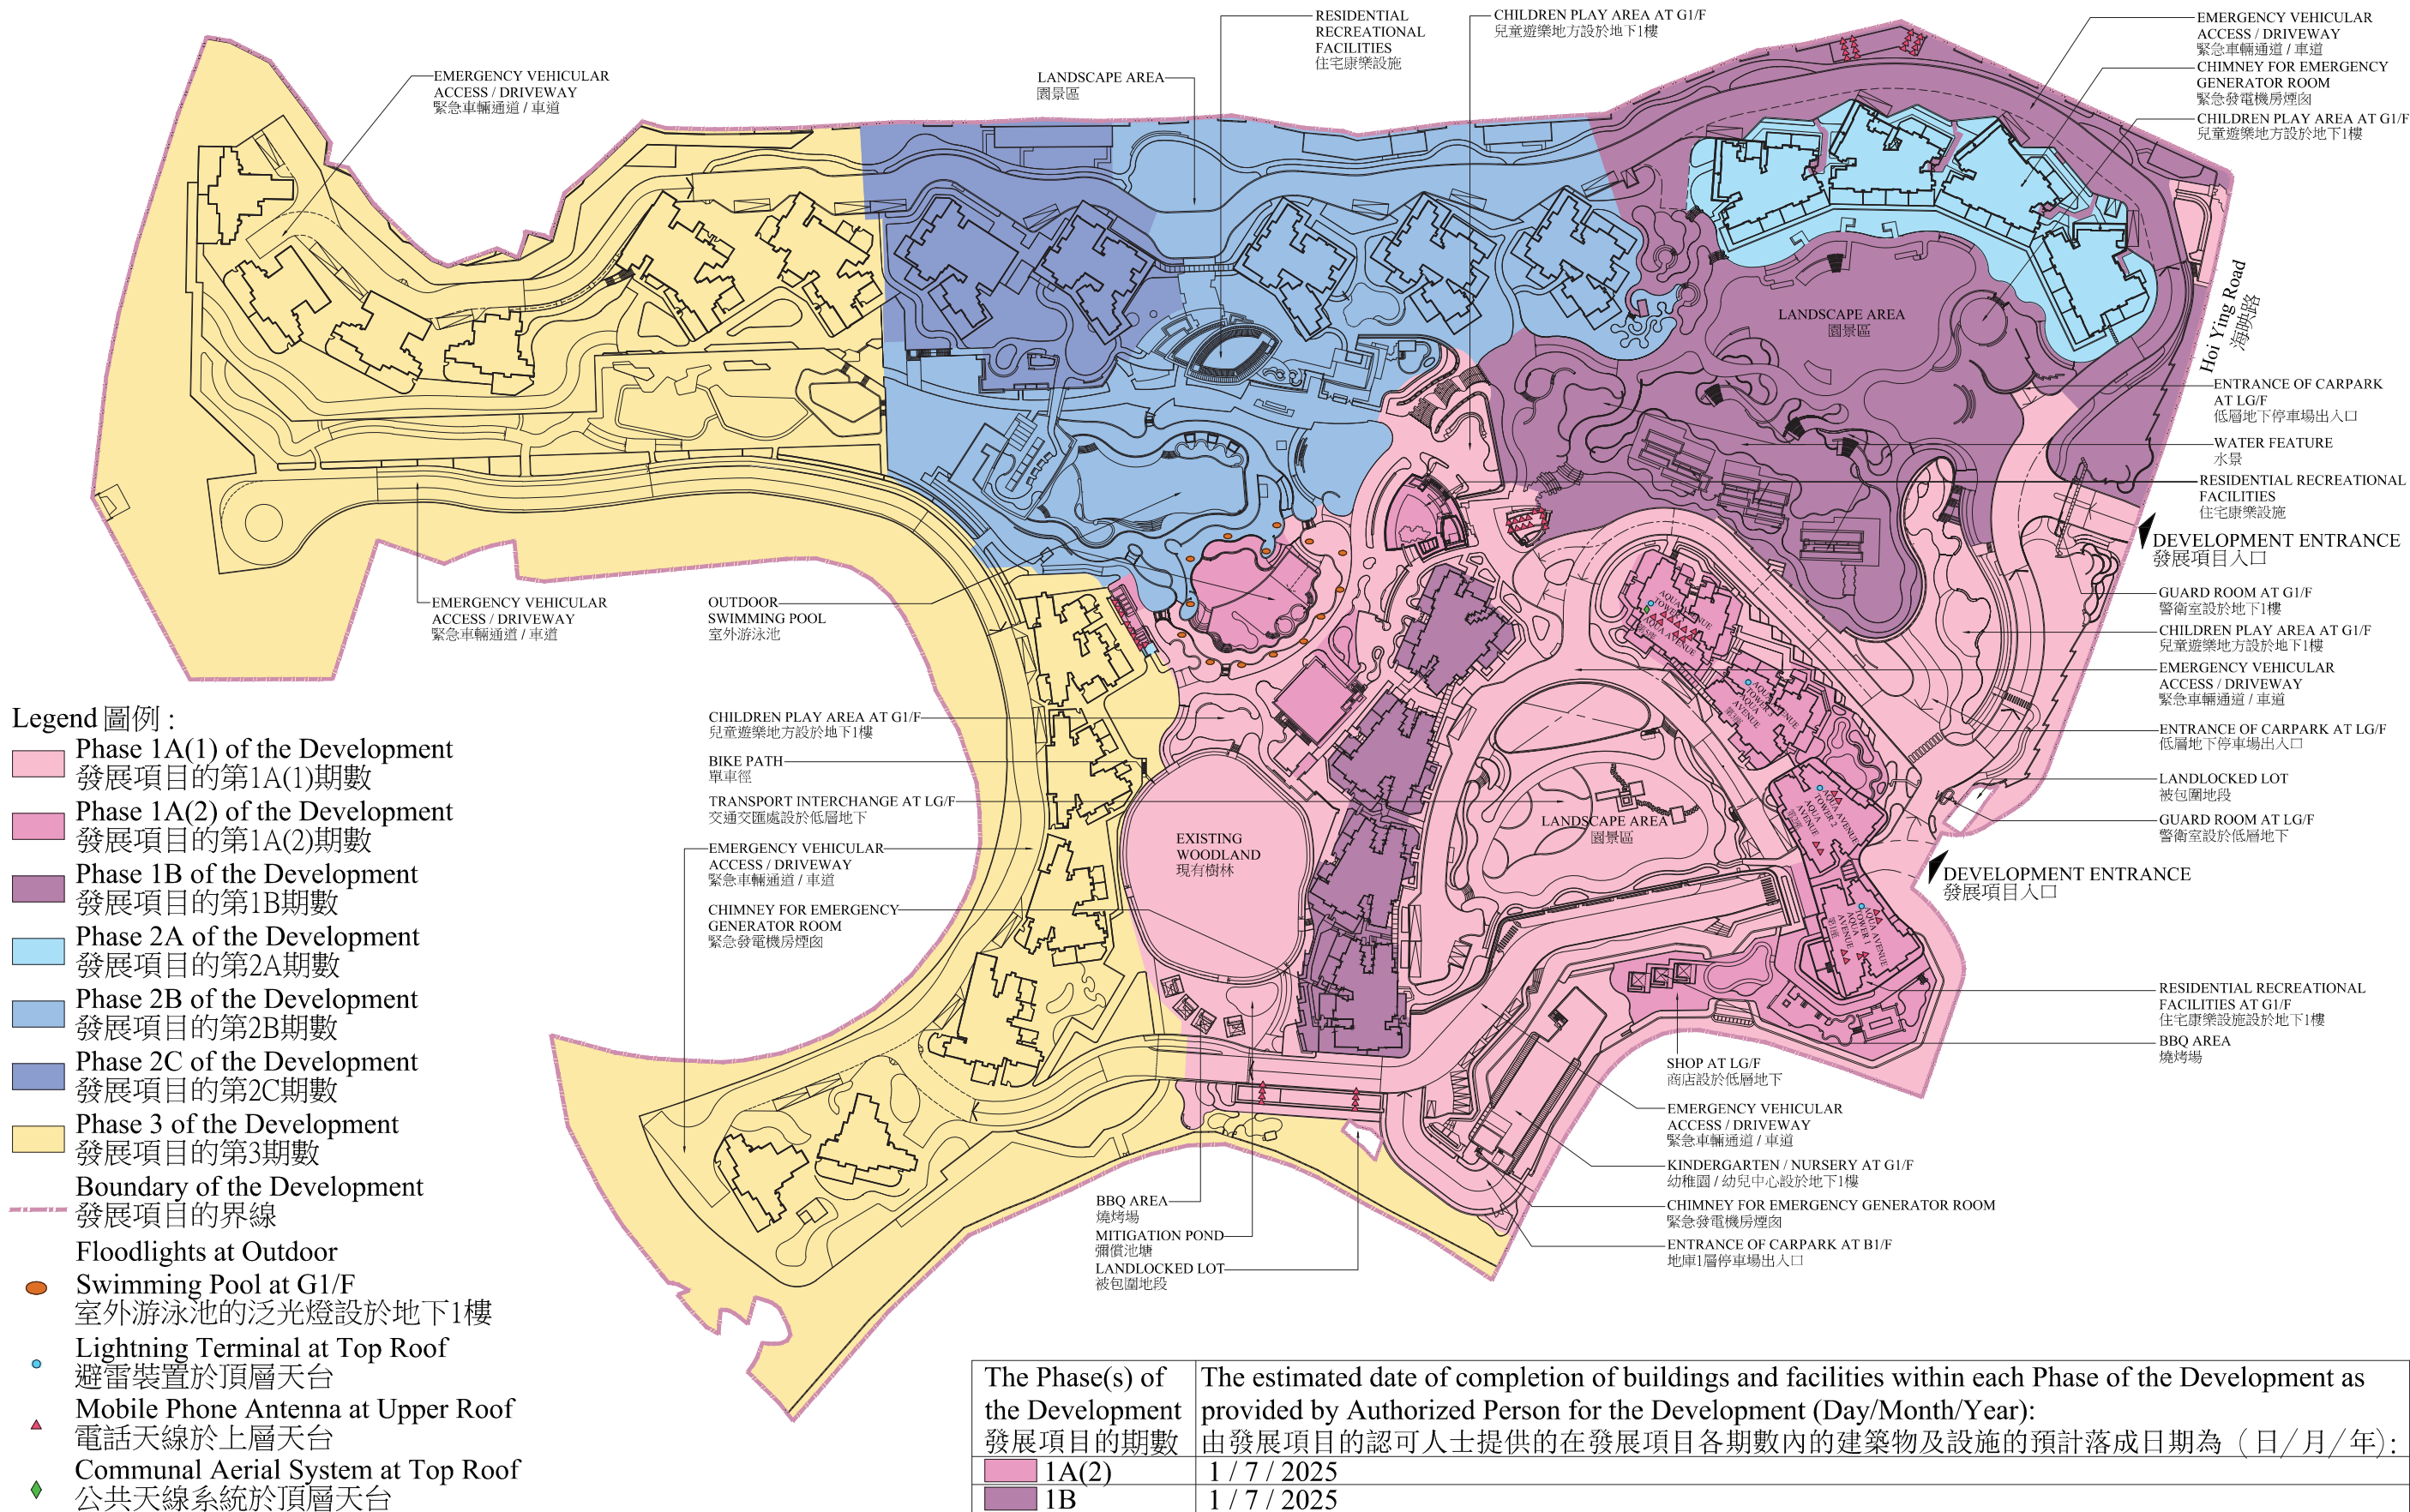 RESIDENTIAL
RECREATIONAL
FACILITIES
住宅康樂設施
CHILDREN PLAY AREA AT G1/F
兒童遊樂地方設於地下1樓
EMERGENCY VEHICULAR
ACCESS / DRIVEWAY
緊急車輛通道 / 車道
CHIMNEY FOR EMERGENCY
GENERATOR ROOM
緊急發電機房煙囪
CHILDREN PLAY AREA AT G1/F
兒童遊樂地方設於地下1樓
EMERGENCY VEHICULAR
ACCESS / DRIVEWAY
緊急車輛通道 / 車道
LANDSCAPE AREA
園景區
LANDSCAPE AREA
園景區
Hoi Ying Road
海映路
ENTRANCE OF CARPARK
AT LG/F
低層地下停車場出入口
WATER FEATURE
水景
RESIDENTIAL RECREATIONAL
FACILITIES
住宅康樂設施
DEVELOPMENT ENTRANCE
發展項目入口
GUARD ROOM AT G1/F
警衛室設於地下1樓
CHILDREN PLAY AREA AT G1/F
兒童遊樂地方設於地下1樓
EMERGENCY VEHICULAR
ACCESS / DRIVEWAY
緊急車輛通道 / 車道
ENTRANCE OF CARPARK AT LG/F
低層地下停車場出入口
LANDLOCKED LOT
被包圍地段
GUARD ROOM AT LG/F
警衛室設於低層地下
DEVELOPMENT ENTRANCE
發展項目入口
RESIDENTIAL RECREATIONAL
FACILITIES AT G1/F
住宅康樂設施設於地下1樓
BBQ AREA
燒烤場
EMERGENCY VEHICULAR
ACCESS / DRIVEWAY
緊急車輛通道 / 車道
OUTDOOR
SWIMMING POOL
室外游泳池
CHILDREN PLAY AREA AT G1/F
兒童遊樂地方設於地下1樓
BIKE PATH
單車徑
TRANSPORT INTERCHANGE AT LG/F
交通交匯處設於低層地下
EMERGENCY VEHICULAR
ACCESS / DRIVEWAY
緊急車輛通道 / 車道
CHIMNEY FOR EMERGENCY
GENERATOR ROOM
緊急發電機房煙囪
EXISTING
WOODLAND
現有樹林
LANDSCAPE AREA
園景區
AQUA AVENUE
AQUA AVENUE
AQUA AVENUE
TOWER 3
AQUA
AVENUE
AQUA AVENUE
TOWER 2
AQUA
AVENUE
AQUA AVENUE
TOWER 1
AQUA
AVENUE
SHOP AT LG/F
商店設於低層地下
EMERGENCY VEHICULAR
ACCESS / DRIVEWAY
緊急車輛通道 / 車道
KINDERGARTEN / NURSERY AT G1/F
幼稚園 / 幼兒中心設於地下1樓
CHIMNEY FOR EMERGENCY GENERATOR ROOM
緊急發電機房煙囪
ENTRANCE OF CARPARK AT B1/F
地庫1層停車場出入口
BBQ AREA
燒烤場
MITIGATION POND
彌償池塘
LANDLOCKED LOT
被包圍地段
Legend 圖例 :
Phase 1A(1) of the Development
發展項目的第1A(1)期數
Phase 1A(2) of the Development
發展項目的第1A(2)期數
Phase 1B of the Development
發展項目的第1B期數
Phase 2A of the Development
發展項目的第2A期數
Phase 2B of the Development
發展項目的第2B期數
Phase 2C of the Development
發展項目的第2C期數
Phase 3 of the Development
發展項目的第3期數
Boundary of the Development
發展項目的界線
Floodlights at Outdoor
Swimming Pool at G1/F
室外游泳池的泛光燈設於地下1樓
Lightning Terminal at Top Roof
避雷裝置於頂層天台
Mobile Phone Antenna at Upper Roof
電話天線於上層天台
Communal Aerial System at Top Roof
公共天線系統於頂層天台
The Phase(s) of
the Development
發展項目的期數
The estimated date of completion of buildings and facilities within each Phase of the Development as
provided by Authorized Person for the Development (Day/Month/Year):
由發展項目的認可人士提供的在發展項目各期數內的建築物及設施的預計落成日期為（日/月/年）:
1A(2)
1 / 7 / 2025
1B
1 / 7 / 2025